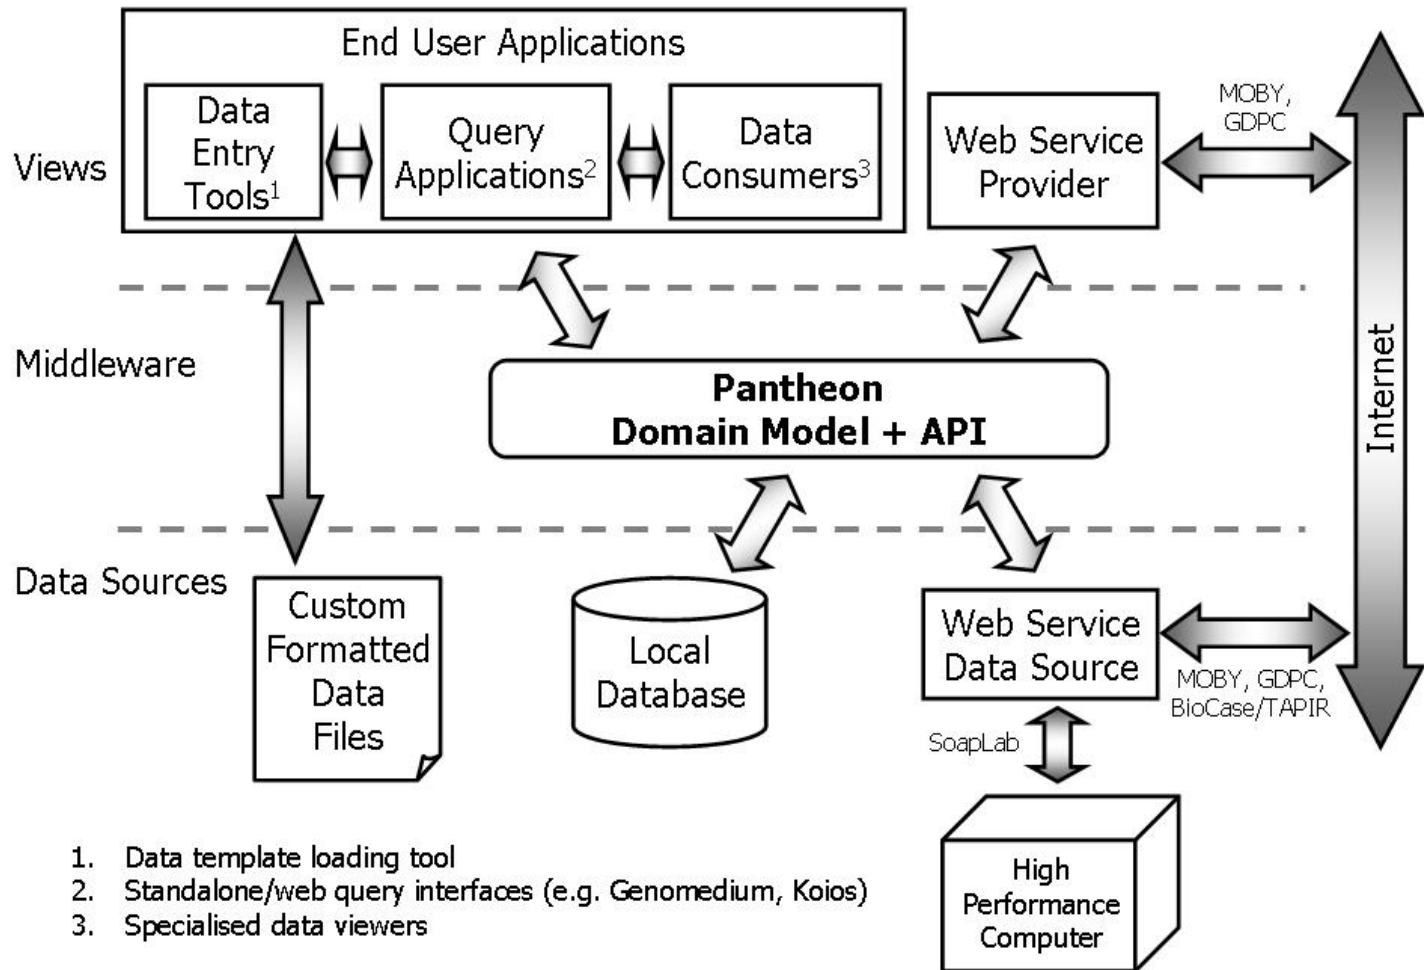 End User Applications
Data
Entry
Tools1
Query
Applications2
Data
Consumers3
Web Service
Provider
MOBY,
GDPC
Views
Middleware
Pantheon
Domain Model + API
Internet
Data Sources
Custom
Formatted
Data
Files
Local
Database
Web Service
Data Source
MOBY, GDPC,
BioCase/TAPIR
SoapLab
High
Performance
Computer
1. Data template loading tool
2. Standalone/web query interfaces (e.g. Genomedium, Koios)
3. Specialised data viewers